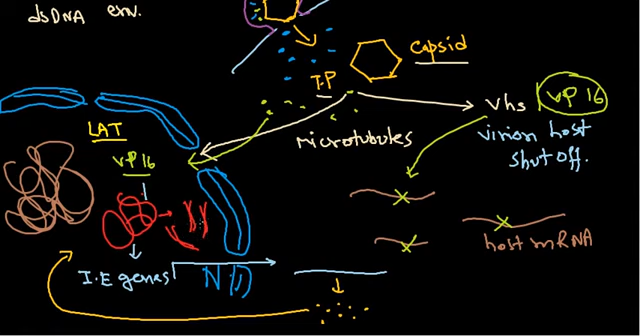 dsDNA env.
Capsid
T.P
vhs VP 16
LAT
microtubules
virion host
shut off.
VP 16
host mRNA
I.E genes